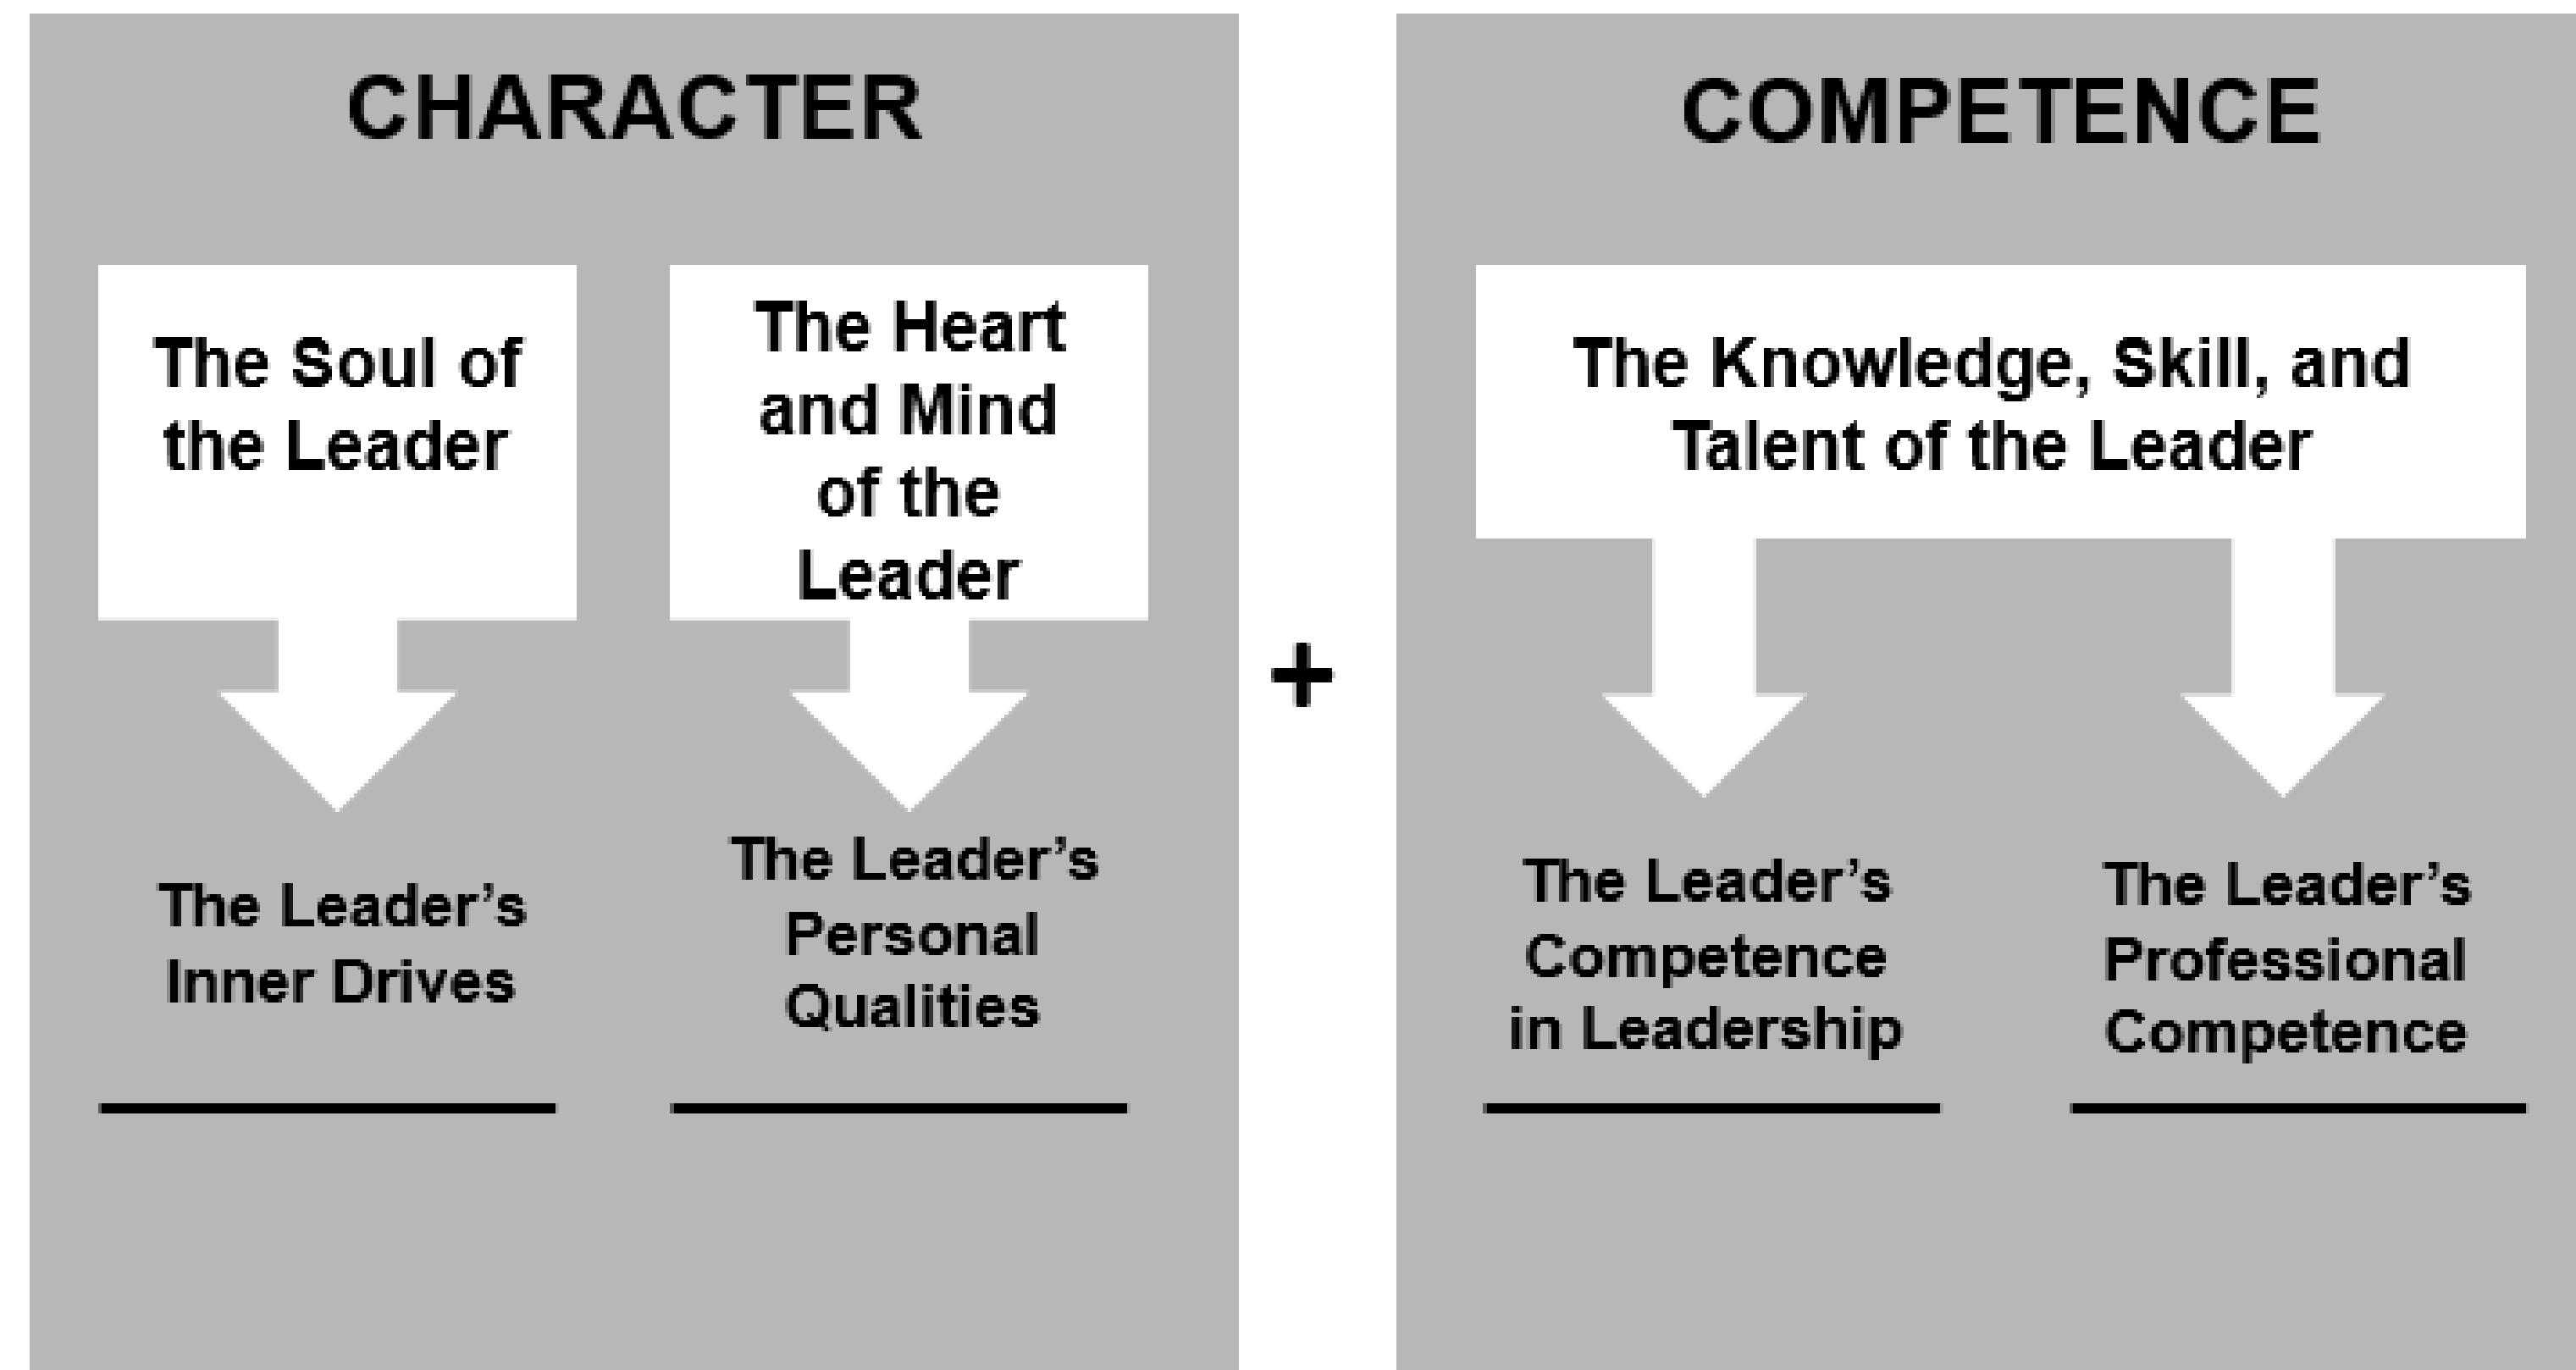 CHARACTER
The Soul of
the Leader
The Heart
and Mind
of the
Leader
The Leader’s
Inner Drives
The Leader’s
Personal
Qualities
+
COMPETENCE
The Knowledge, Skill, and
Talent of the Leader
The Leader’s
Competence
in Leadership
The Leader’s
Professional
Competence